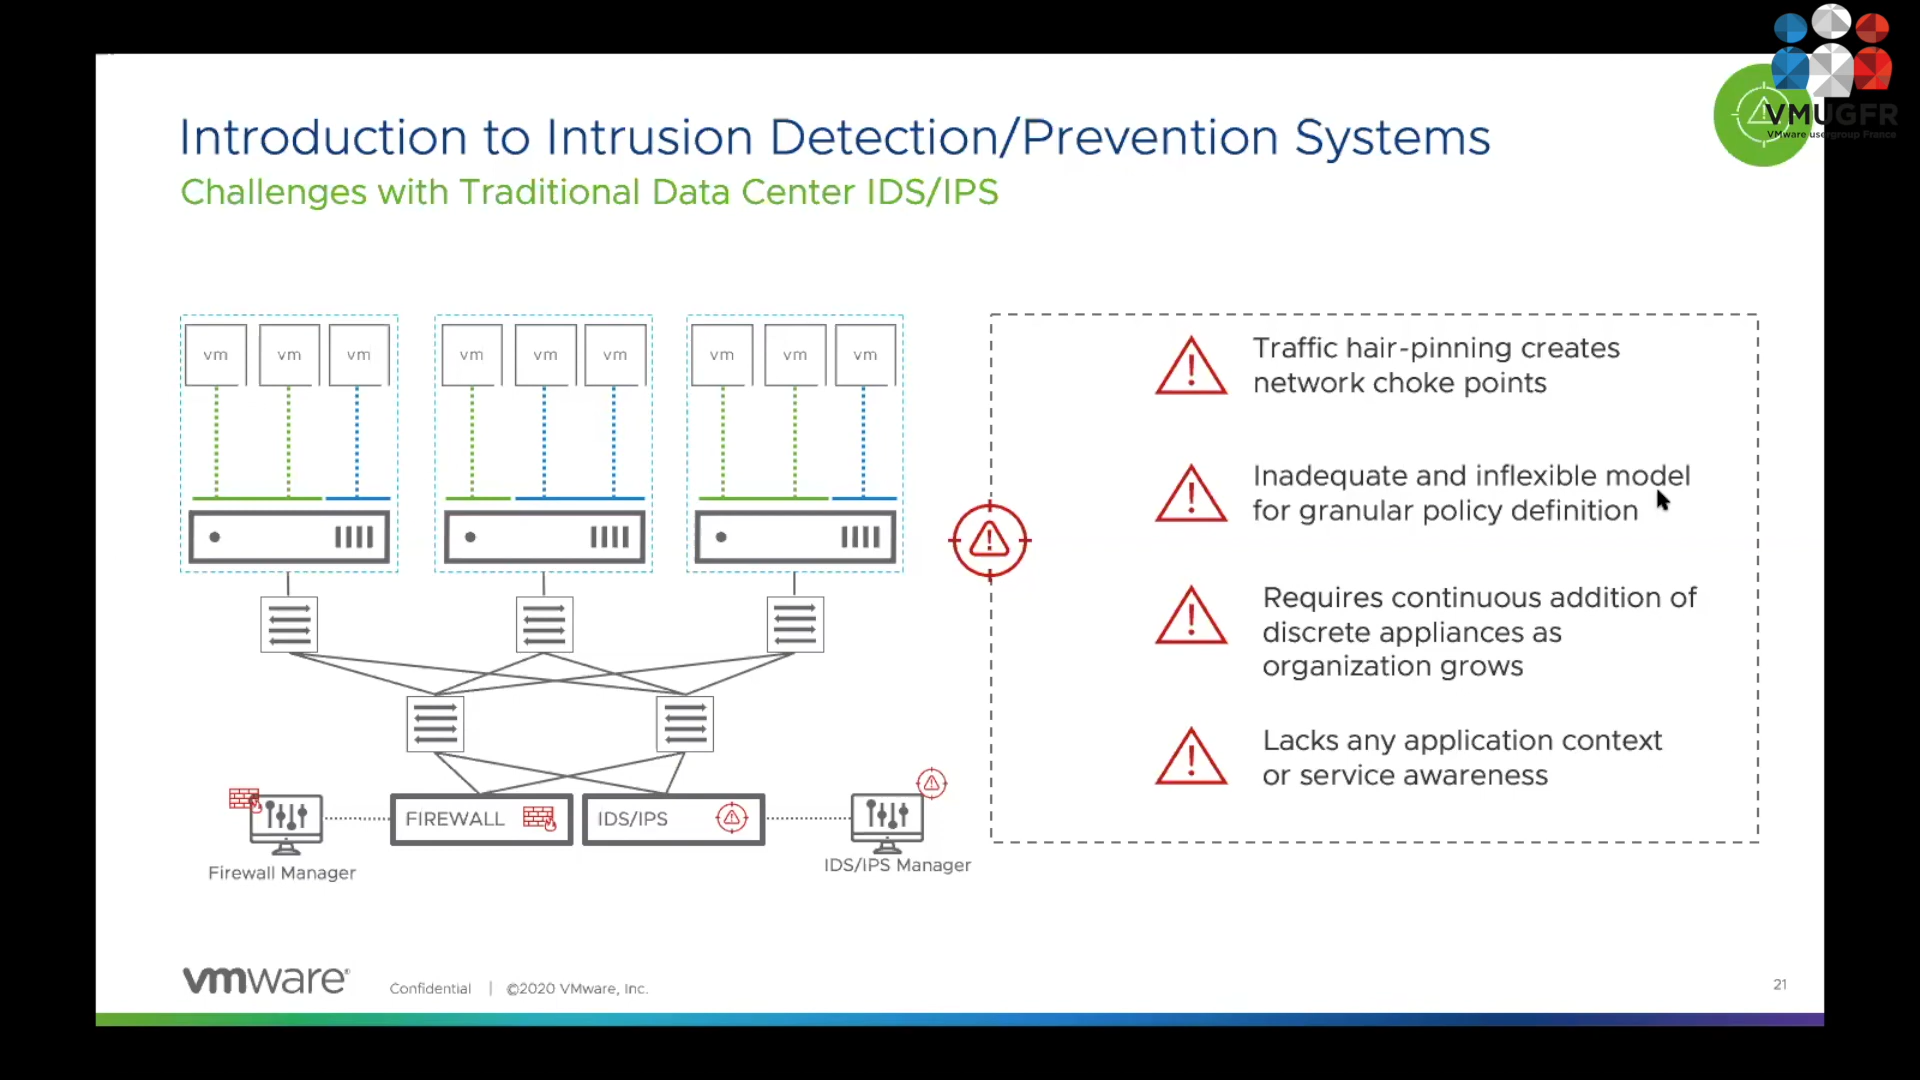 VMUGFR
VMware usergroup France
Introduction to Intrusion Detection/Prevention Systems
Challenges with Traditional Data Center IDS/IPS
vm vm vm vm vm vm vm vm vm
Traffic hair-pinning creates
network choke points
Inadequate and inflexible model
for granular policy definition
Requires continuous addition of
discrete appliances as
organization grows
Lacks any application context
or service awareness
FIREWALL IDS/IPS
Firewall Manager
IDS/IPS Manager
vmware®
Confidential | ©2020 VMware, Inc.
21